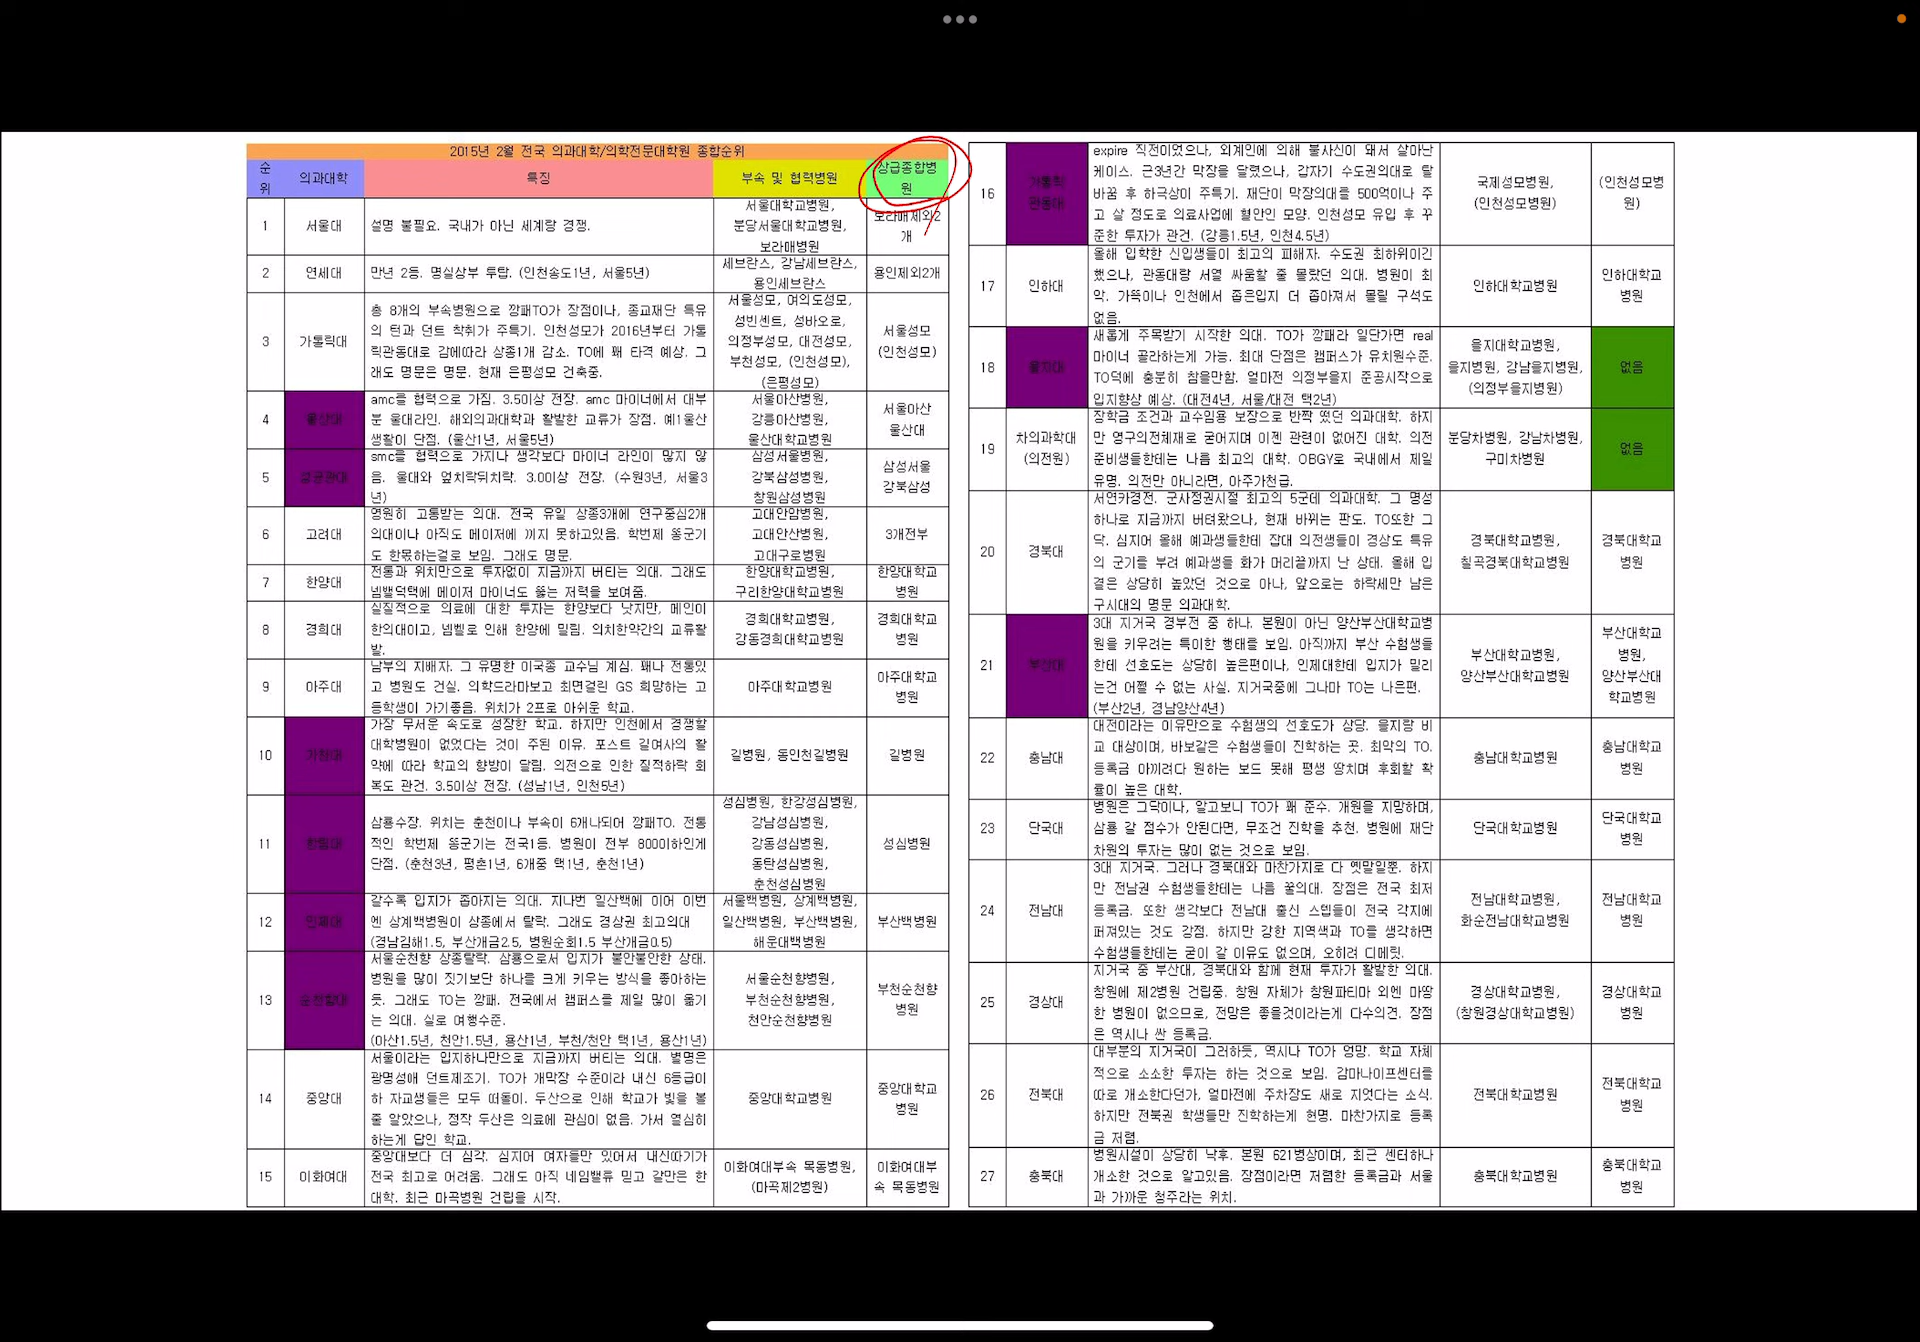 2015년 2월 전국 의과대학/의학전문대학원 종합순위
순위
의과대학
특징
부속 및 협력병원
상급종합병원
1
서울대
설명 불필요. 국내가 아닌 세계랑 경쟁.
서울대학교병원,
분당서울대학교병원,
보라매병원
보라매제외2개
2
연세대
만년 2등. 명실상부 투탑. (인천송도1년, 서울5년)
세브란스, 강남세브란스,
용인세브란스
용인제외2개
3
가톨릭대
총 8개의 부속병원으로 깡패TO가 장점이나, 종교재단 특유
의 턴과 던트 착취가 주특기. 인천성모가 2016년부터 가톨
릭관동대로 감에따라 상종1개 감소. TO에 꽤 타격 예상. 그
래도 명문은 명문. 현재 은평성모 건축중.
서울성모, 여의도성모,
성빈센트, 성바오로,
의정부성모, 대전성모,
부천성모, (인천성모),
(은평성모)
서울성모
(인천성모)
4
울산대
amc를 협력으로 가짐. 3.5이상 전장. amc 마이너에서 대부
분 울대라인. 해외의과대학과 활발한 교류가 장점. 예1울산
생활이 단점. (울산1년, 서울5년)
서울아산병원,
강릉아산병원,
울산대학교병원
서울아산
울산대
5
성균관대
smc를 협력으로 가지나 생각보다 마이너 라인이 많지 않
음. 울대와 엎치락뒤치락. 3.0이상 전장. (수원3년, 서울3
년)
삼성서울병원,
강북삼성병원,
창원삼성병원
삼성서울
강북삼성
6
고려대
영원히 고통받는 의대. 전국 유일 상종3개에 연구중심2개
의대이나 아직도 메이저에 끼지 못하고있음. 학번제 똥군기
도 한몫하는걸로 보임. 그래도 명문.
고대안암병원,
고대안산병원,
고대구로병원
3개전부
7
한양대
전통과 위치만으로 투자없이 지금까지 버티는 의대. 그래도
넴밸덕택에 메이저 마이너도 뚫는 저력을 보여줌.
한양대학교병원,
구리한양대학교병원
한양대학교
병원
8
경희대
실질적으로 의료에 대한 투자는 한양보다 낫지만, 메인이
한의대이고, 넴벨로 인해 한양에 밀림. 의치한약간의 교류활
발.
경희대학교병원,
강동경희대학교병원
경희대학교
병원
9
아주대
남부의 지배자. 그 유명한 이국종 교수님 계심. 꽤나 전통있
고 병원도 건실. 의학드라마보고 최면걸린 GS 희망하는 고
등학생이 가기좋음. 위치가 2프로 아쉬운 학교.
아주대학교병원
아주대학교
병원
10
가천대
가장 무서운 속도로 성장한 학교. 하지만 인천에서 경쟁할
대학병원이 없었다는 것이 주된 이유. 포스트 길여사의 활
약에 따라 학교의 향방이 달림. 의전으로 인한 질적하락 회
복도 관건. 3.5이상 전장. (성남1년, 인천5년)
길병원, 동인천길병원
길병원
11
한림대
삼룡수장. 위치는 춘천이나 부속이 6개나되어 깡패TO. 전통
적인 학번제 똥군기는 전국1등. 병원이 전부 800이하인게
단점. (춘천3년, 평촌1년, 6개중 택1년, 춘천1년)
성심병원, 한강성심병원,
강남성심병원,
강동성심병원,
동탄성심병원,
춘천성심병원
성심병원
12
인제대
갈수록 입지가 좁아지는 의대. 지난번 일산백에 이어 이번
엔 상계백병원이 상종에서 탈락. 그래도 경상권 최고의대
(경남김해1.5, 부산개금2.5, 병원순회1.5 부산개금0.5)
서울백병원, 상계백병원,
일산백병원, 부산백병원,
해운대백병원
부산백병원
13
순천향대
서울순천향 상종탈락. 삼룡으로서 입지가 불안불안한 상태.
병원을 많이 짓기보단 하나를 크게 키우는 방식을 좋아하는
듯. 그래도 TO는 깡패. 전국에서 캠퍼스를 제일 많이 옮기
는 의대. 실로 여행수준.
(아산1.5년, 천안1.5년, 용산1년, 부천/천안 택1년, 용산1년)
서울순천향병원,
부천순천향병원,
천안순천향병원
부천순천향
병원
14
중앙대
서울이라는 입지하나만으로 지금까지 버티는 의대. 별명은
광명성애 던트제조기. TO가 개막장 수준이라 내신 6등급이
하 자교생들은 모두 떠돌이. 두산으로 인해 학교가 빛을 볼
줄 알았으나, 정작 두산은 의료에 관심이 없음. 가서 열심히
하는게 답인 학교.
중앙대학교병원
중앙대학교
병원
15
이화여대
중앙대보다 더 심각. 심지어 여자들만 있어서 내신따기가
전국 최고로 어려움. 그래도 아직 네임밸류 믿고 갈만은 한
대학. 최근 마곡병원 건립을 시작.
이화여대부속 목동병원,
(마곡제2병원)
이화여대부
속 목동병원
16
가톨릭
관동대
expire 직전이었으나, 외계인에 의해 불사신이 돼서 살아난
케이스. 근3년간 막장을 달렸으나, 갑자기 수도권의대로 탈
바꿈 후 하극상이 주특기. 재단이 막장의대를 500억이나 주
고 살 정도로 의료사업에 혈안인 모양. 인천성모 유입 후 꾸
준한 투자가 관건. (강릉1.5년, 인천4.5년)
국제성모병원,
(인천성모병원)
(인천성모병
원)
17
인하대
올해 입학한 신입생들이 최고의 피해자. 수도권 최하위이긴
했으나, 관동대랑 서열 싸움할 줄 몰랐던 의대. 병원이 최
악. 가뜩이나 인천에서 좁은입지 더 좁아져서 몰릴 구석도
없음.
인하대학교병원
인하대학교
병원
18
을지대
새롭게 주목받기 시작한 의대. TO가 깡패라 일단가면 real
마이너 골라하는게 가능. 최대 단점은 캠퍼스가 유치원수준.
TO덕에 충분히 참을만함. 얼마전 의정부을지 준공시작으로
입지향상 예상. (대전4년, 서울/대전 택2년)
을지대학교병원,
을지병원, 강남을지병원,
(의정부을지병원)
없음
19
차의과학대
(의전원)
장학금 조건과 교수임용 보장으로 반짝 떴던 의과대학. 하지
만 영구의전체재로 굳어지며 이젠 관련이 없어진 대학. 의전
준비생들한테는 나름 최고의 대학. OBGY로 국내에서 제일
유명. 의전만 아니라면, 아주가천급.
분당차병원, 강남차병원,
구미차병원
없음
20
경북대
서연카경전. 군사정권시절 최고의 5군데 의과대학. 그 명성
하나로 지금까지 버텨왔으나, 현재 바뀌는 판도. TO또한 그
닥. 심지어 올해 예과생들한테 잡대 의전생들이 경상도 특유
의 군기를 부려 예과생들 화가 머리끝까지 난 상태. 올해 입
결은 상당히 높았던 것으로 아나, 앞으로는 하락세만 남은
구시대의 명문 의과대학.
경북대학교병원,
칠곡경북대학교병원
경북대학교
병원
21
부산대
3대 지거국 경부전 중 하나. 본원이 아닌 양산부산대학교병
원을 키우려는 특이한 행태를 보임. 아직까지 부산 수험생들
한테 선호도는 상당히 높은편이나, 인제대한테 입지가 밀리
는건 어쩔 수 없는 사실. 지거국중에 그나마 TO는 나은편.
(부산2년, 경남양산4년)
부산대학교병원,
양산부산대학교병원
부산대학교
병원,
양산부산대
학교병원
22
충남대
대전이라는 이유만으로 수험생의 선호도가 상당. 을지랑 비
교 대상이며, 바보같은 수험생들이 진학하는 곳. 최악의 TO.
등록금 아끼려다 원하는 보드 못해 평생 땅치며 후회할 확
률이 높은 대학.
충남대학교병원
충남대학교
병원
23
단국대
병원은 그닥이나, 알고보니 TO가 꽤 준수. 개원을 지망하며,
삼룡 갈 점수가 안된다면, 무조건 진학을 추천. 병원에 재단
차원의 투자는 많이 없는 것으로 보임.
단국대학교병원
단국대학교
병원
24
전남대
3대 지거국. 그러나 경북대와 마찬가지로 다 옛말일뿐. 하지
만 전남권 수험생들한테는 나름 꿀의대. 장점은 전국 최저
등록금. 또한 생각보다 전남대 출신 스텝들이 전국 각지에
퍼져있는 것도 강점. 하지만 강한 지역색과 TO를 생각하면
수험생들한테는 굳이 갈 이유도 없으며, 오히려 디메릿.
전남대학교병원,
화순전남대학교병원
전남대학교
병원
25
경상대
지거국 중 부산대, 경북대와 함께 현재 투자가 활발한 의대.
창원에 제2병원 건립중. 창원 자체가 창원파티마 외엔 마땅
한 병원이 없으므로, 전망은 좋을것이라는게 다수의견. 장점
은 역시나 싼 등록금.
경상대학교병원,
(창원경상대학교병원)
경상대학교
병원
26
전북대
대부분의 지거국이 그러하듯, 역시나 TO가 엉망. 학교 자체
적으로 소소한 투자는 하는 것으로 보임. 감마나이프센터를
따로 개소한다던가, 얼마전에 주차장도 새로 지엇다는 소식.
하지만 전북권 학생들만 진학하는게 현명. 마찬가지로 등록
금 저렴.
전북대학교병원
전북대학교
병원
27
충북대
병원시설이 상당히 낙후. 본원 621병상이며, 최근 센터하나
개소한 것으로 알고있음. 장점이라면 저렴한 등록금과 서울
과 가까운 청주라는 위치.
충북대학교병원
충북대학교
병원